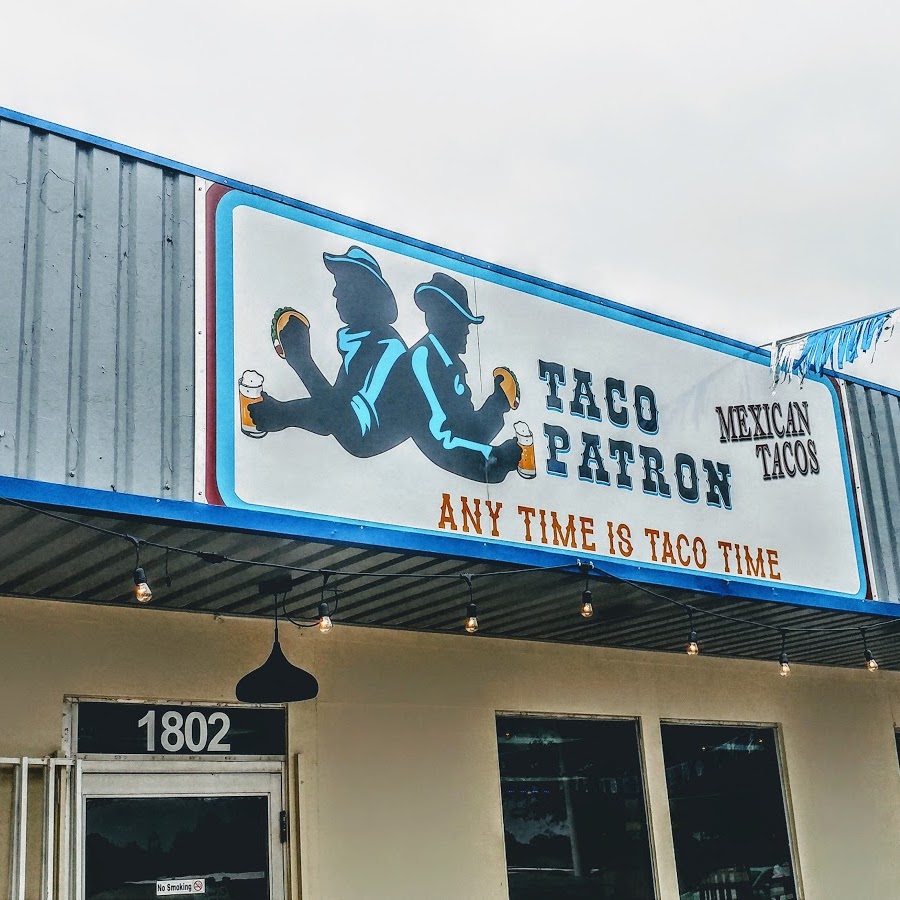 TACO
PATRON
MEXICAN
TACOS
ANY TIME IS TACO TIME
1802
No Smoking